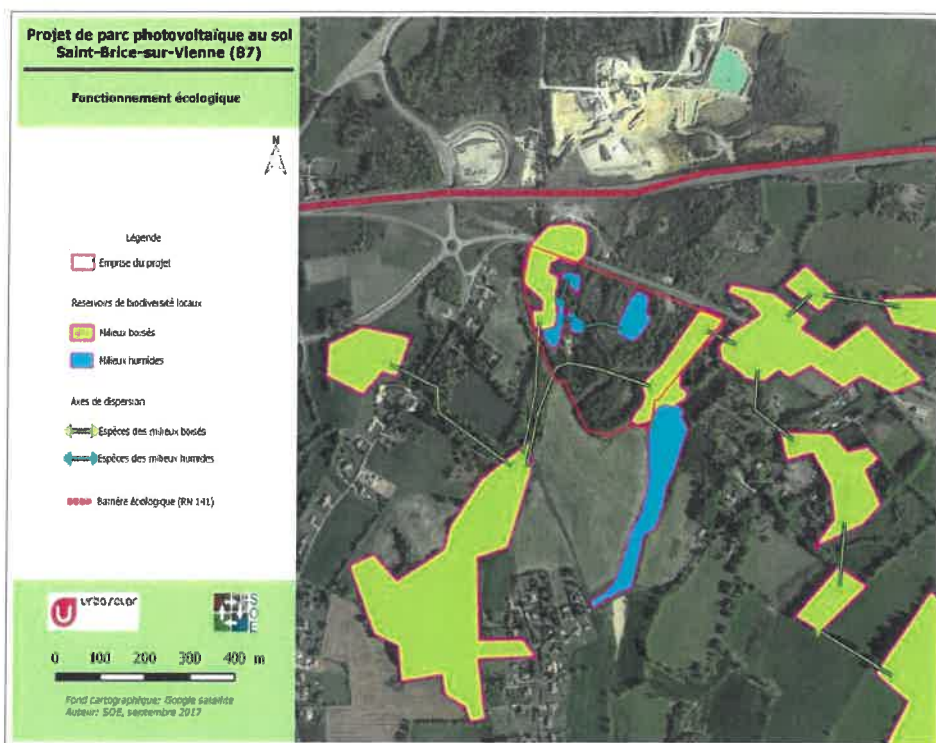 Projet de parc photovoltaïque au sol
Saint-Brice-sur-Vienne (87)
Fonctionnement écologique
N
Légende
Emprise du projet
Reservoirs de biodiversité locaux
Milieux boisés
Milieux humides
Axes de dispersion
Espèces des milieux boisés
Espèces des milieux humides
Barrière écologique (RN 141)
urbasolar
SOE
0 100 200 300 400 m
Fond cartographique: Google satellite
Auteur: SOE, septembre 2017